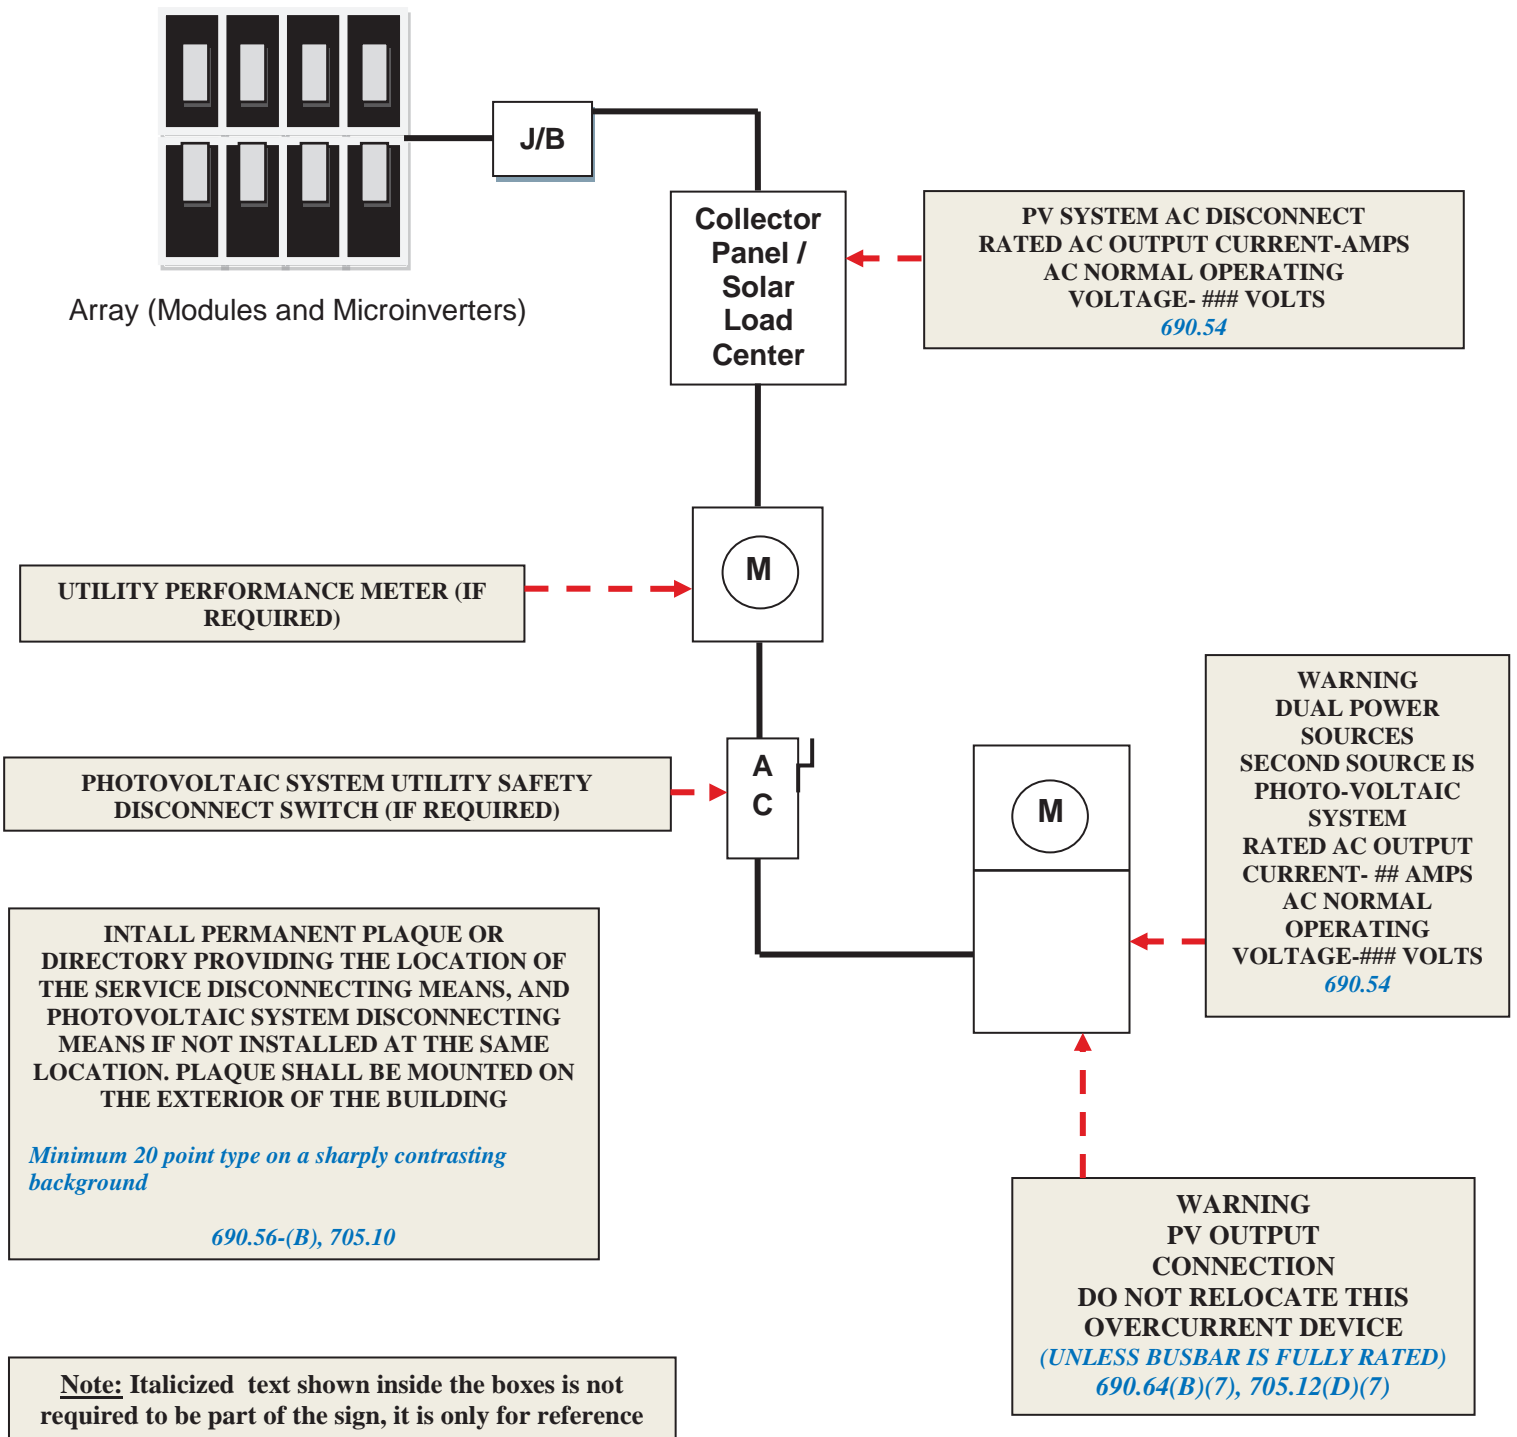 J/B
Array (Modules and Microinverters)
Collector
Panel /
Solar
Load
Center
PV SYSTEM AC DISCONNECT
RATED AC OUTPUT CURRENT-AMPS
AC NORMAL OPERATING
VOLTAGE- ### VOLTS
690.54
M
UTILITY PERFORMANCE METER (IF
REQUIRED)
PHOTOVOLTAIC SYSTEM UTILITY SAFETY
DISCONNECT SWITCH (IF REQUIRED)
A
C
M
WARNING
DUAL POWER
SOURCES
SECOND SOURCE IS
PHOTO-VOLTAIC
SYSTEM
RATED AC OUTPUT
CURRENT- ## AMPS
AC NORMAL
OPERATING
VOLTAGE-### VOLTS
690.54
INTALL PERMANENT PLAQUE OR
DIRECTORY PROVIDING THE LOCATION OF
THE SERVICE DISCONNECTING MEANS, AND
PHOTOVOLTAIC SYSTEM DISCONNECTING
MEANS IF NOT INSTALLED AT THE SAME
LOCATION. PLAQUE SHALL BE MOUNTED ON
THE EXTERIOR OF THE BUILDING
Minimum 20 point type on a sharply contrasting
background
690.56-(B), 705.10
WARNING
PV OUTPUT
CONNECTION
DO NOT RELOCATE THIS
OVERCURRENT DEVICE
(UNLESS BUSBAR IS FULLY RATED)
690.64(B)(7), 705.12(D)(7)
Note: Italicized text shown inside the boxes is not
required to be part of the sign, it is only for reference